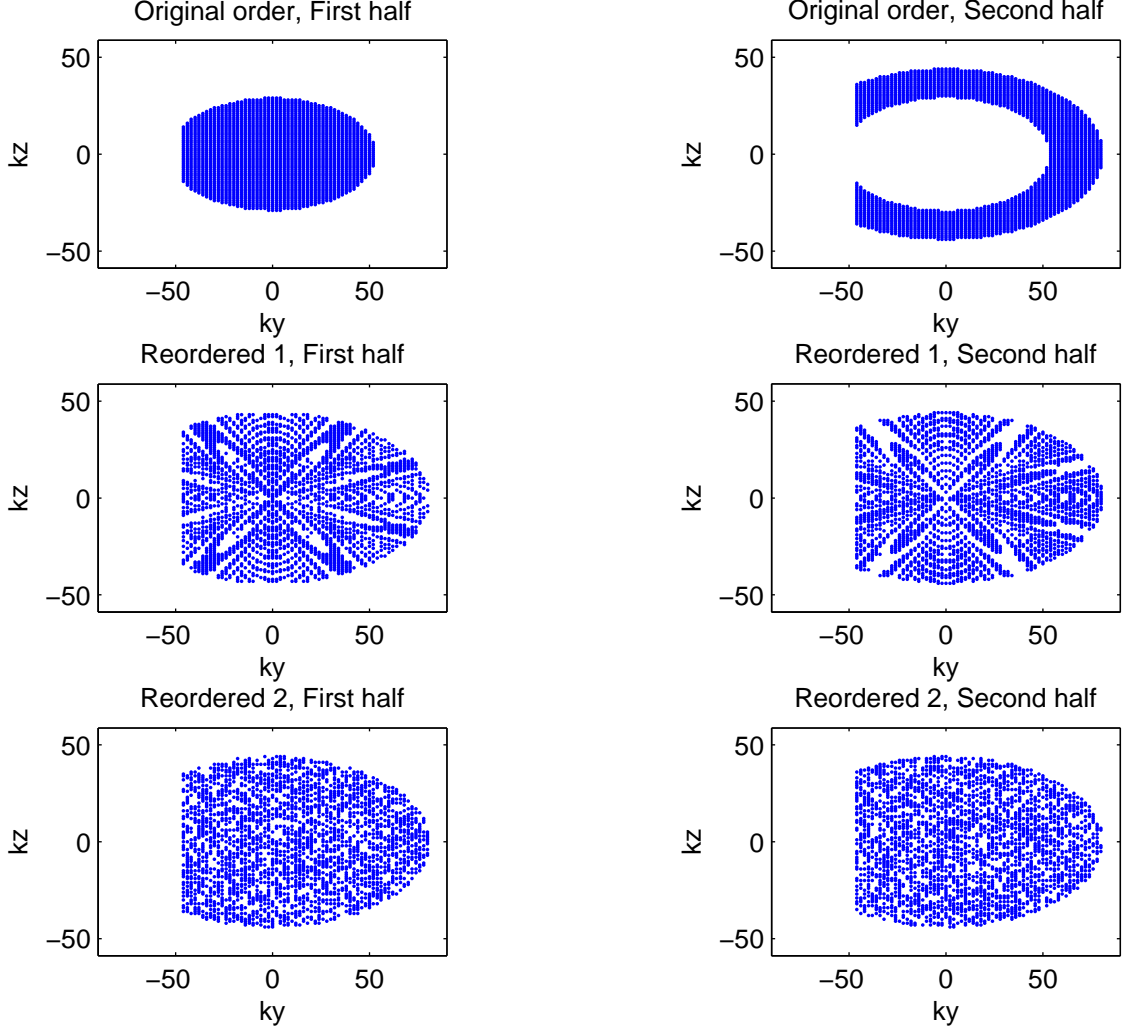 Original order, First half
50
0
−50
kz
−50 0 50
ky
Original order, Second half
50
0
−50
kz
−50 0 50
ky
Reordered 1, First half
50
0
−50
kz
−50 0 50
ky
Reordered 1, Second half
50
0
−50
kz
−50 0 50
ky
Reordered 2, First half
50
0
−50
kz
−50 0 50
ky
Reordered 2, Second half
50
0
−50
kz
−50 0 50
ky